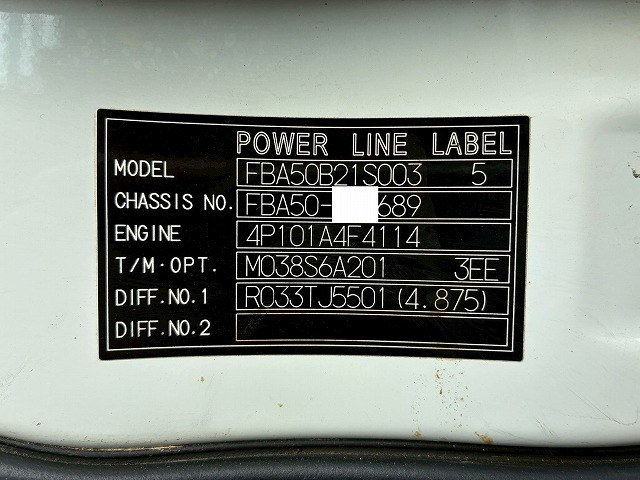 POWER LINE LABEL
MODEL FBA50B21S003 5
CHASSIS NO. FBA50- 689
ENGINE 4P101A4F4114
T/M·OPT. M038S6A201 3EE
DIFF.NO.1 R033TJ5501(4.875)
DIFF.NO.2